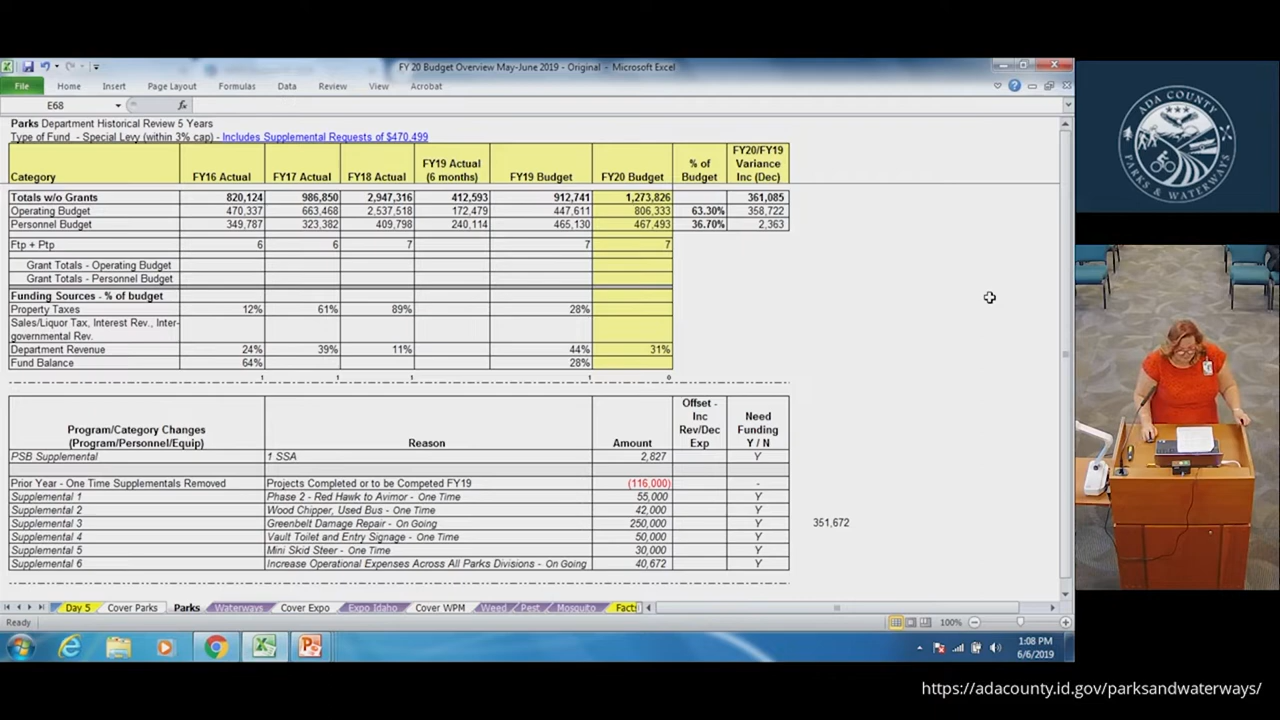 FY 20 Budget Overview May-June 2019 - Original - Microsoft Excel
File Home Insert Page Layout Formulas Data Review View Acrobat
E68 fx
Parks Department Historical Review 5 Years
Type of Fund - Special Levy (within 3% cap) - Includes Supplemental Requests of $470,499
Category FY16 Actual FY17 Actual FY18 Actual FY19 Actual (6 months) FY19 Budget FY20 Budget % of Budget FY20/FY19 Variance Inc (Dec)
Totals w/o Grants 820,124 986,850 2,947,316 412,593 912,741 1,273,826 361,085
Operating Budget 470,337 663,468 2,537,518 172,479 447,611 806,333 63.30% 358,722
Personnel Budget 349,787 323,382 409,798 240,114 465,130 467,493 36.70% 2,363
Ftp + Ptp 6 6 7 7 7
Grant Totals - Operating Budget
Grant Totals - Personnel Budget
Funding Sources - % of budget
Property Taxes 12% 61% 89% 28%
Sales/Liquor Tax, Interest Rev., Inter-
governmental Rev.
Department Revenue 24% 39% 11% 44% 31%
Fund Balance 64% 28%
1 1 1 1 0
Program/Category Changes (Program/Personnel/Equip) Reason Amount Offset - Inc Rev/Dec Exp Need Funding Y / N
PSB Supplemental 1 SSA 2,827 Y
Prior Year - One Time Supplementals Removed Projects Completed or to be Competed FY19 (116,000) -
Supplemental 1 Phase 2 - Red Hawk to Avimor - One Time 55,000 Y
Supplemental 2 Wood Chipper, Used Bus - One Time 42,000 Y
Supplemental 3 Greenbelt Damage Repair - On Going 250,000 Y 351,672
Supplemental 4 Vault Toilet and Entry Signage - One Time 50,000 Y
Supplemental 5 Mini Skid Steer - One Time 30,000 Y
Supplemental 6 Increase Operational Expenses Across All Parks Divisions - On Going 40,672 Y
Day 5 Cover Parks Parks Waterways Cover Expo Expo Idaho Cover WPM Weed Pest Mosquito Facts
Ready 100%
1:08 PM
6/6/2019
ADA COUNTY
PARKS & WATERWAYS
https://adacounty.id.gov/parksandwaterways/